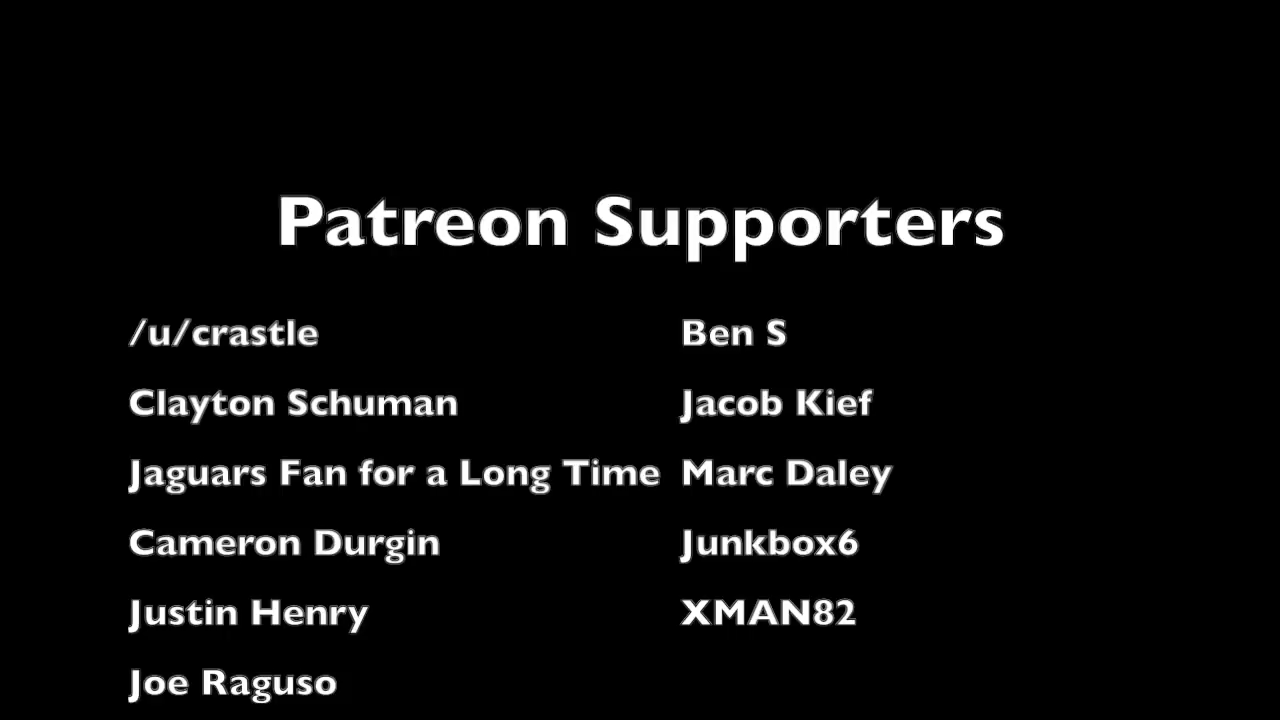 Patreon Supporters
/u/crastle
Clayton Schuman
Jaguars Fan for a Long Time
Cameron Durgin
Justin Henry
Joe Raguso
Ben S
Jacob Kief
Marc Daley
Junkbox6
XMAN82